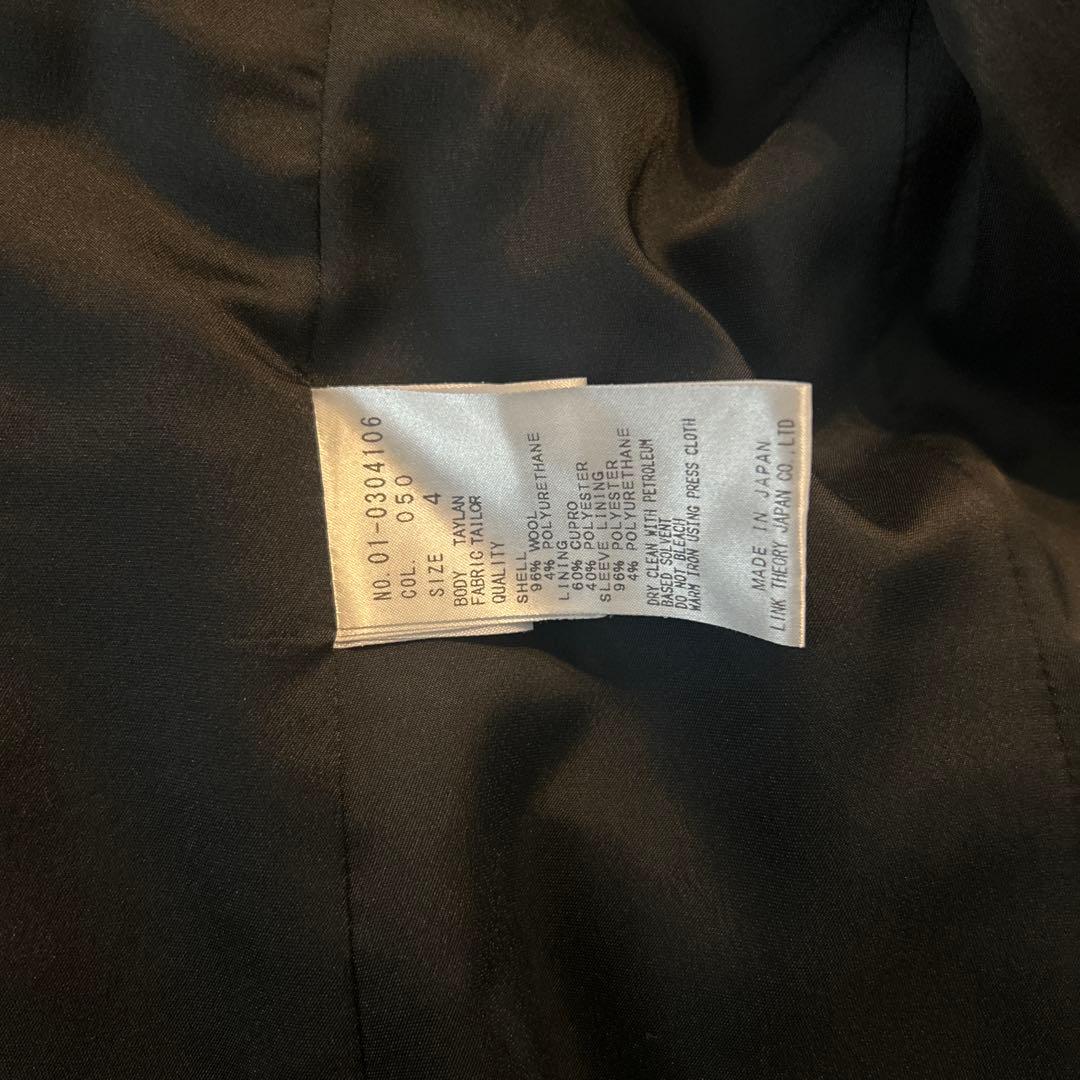 NO. 01-0304106
COL. 050
SIZE 4
BODY TAYLAN
FABRIC TAILOR
QUALITY
SHELL
96% WOOL
4% POLYURETHANE
LINING
60% CUPRO
40% POLYESTER
SLEEVE LINING
96% POLYESTER
4% POLYURETHANE
DRY CLEAN WITH PETROLEUM
BASED SOLVENT
DO NOT BLEACH
WARM IRON USING PRESS CLOTH
MADE IN JAPAN
LINK THEORY JAPAN CO.,LTD